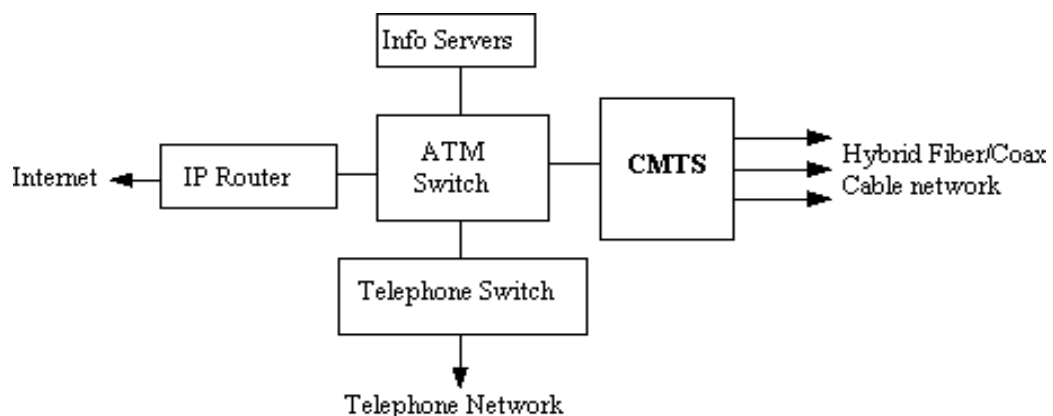 Info Servers
ATM
Switch
CMTS
Hybrid Fiber/Coax
Cable network
Internet
IP Router
Telephone Switch
Telephone Network